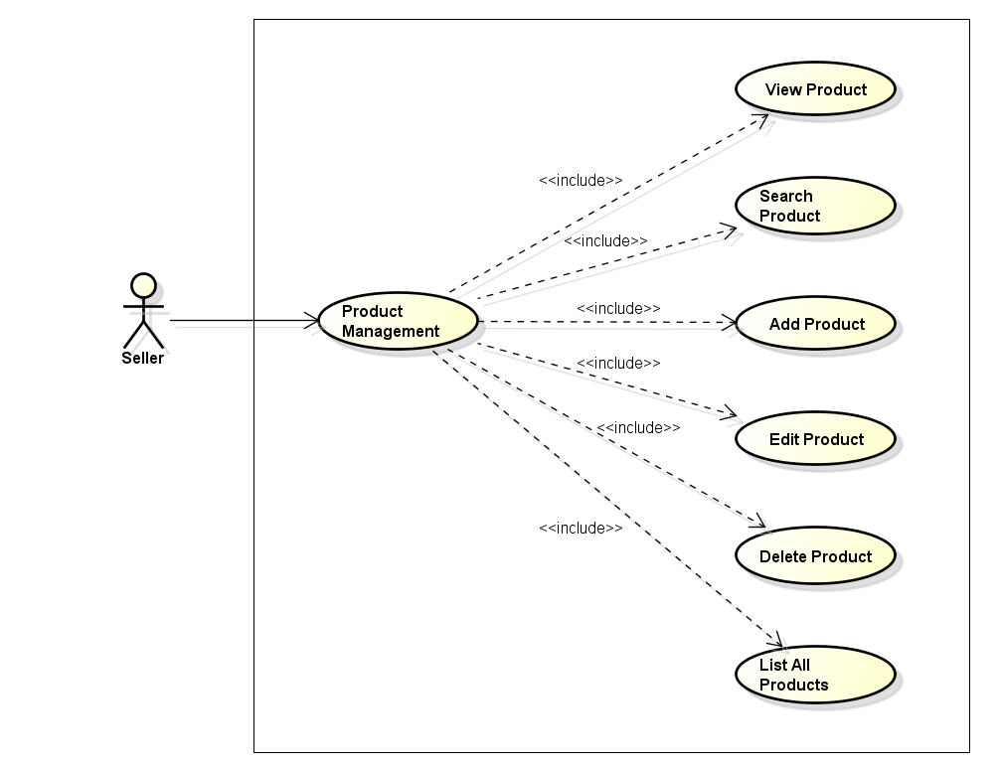 View Product
<<include>>
Search
Product
<<include>>
Product
Management
<<include>>
Add Product
Seller
<<include>>
Edit Product
<<include>>
Delete Product
<<include>>
List All
Products